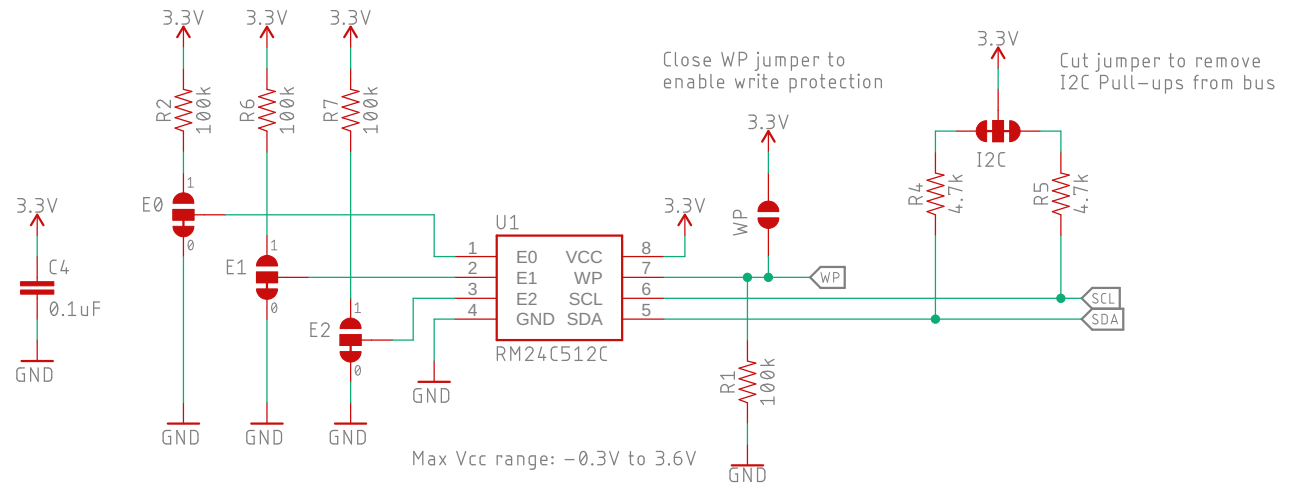 3.3V
3.3V
3.3V
R2
100k
R6
100k
R7
100k
Close WP jumper to
enable write protection
3.3V
Cut jumper to remove
I2C Pull-ups from bus
3.3V
I2C
R4
4.7k
R5
4.7k
3.3V
C4
0.1uF
GND
E0
1
0
E1
1
0
E2
1
0
GND
GND
GND
U1
1
2
3
4
E0
E1
E2
GND
VCC
WP
SCL
SDA
8
7
6
5
RM24C512C
GND
3.3V
WP
WP
SCL
SDA
R1
100k
GND
Max Vcc range: -0.3V to 3.6V